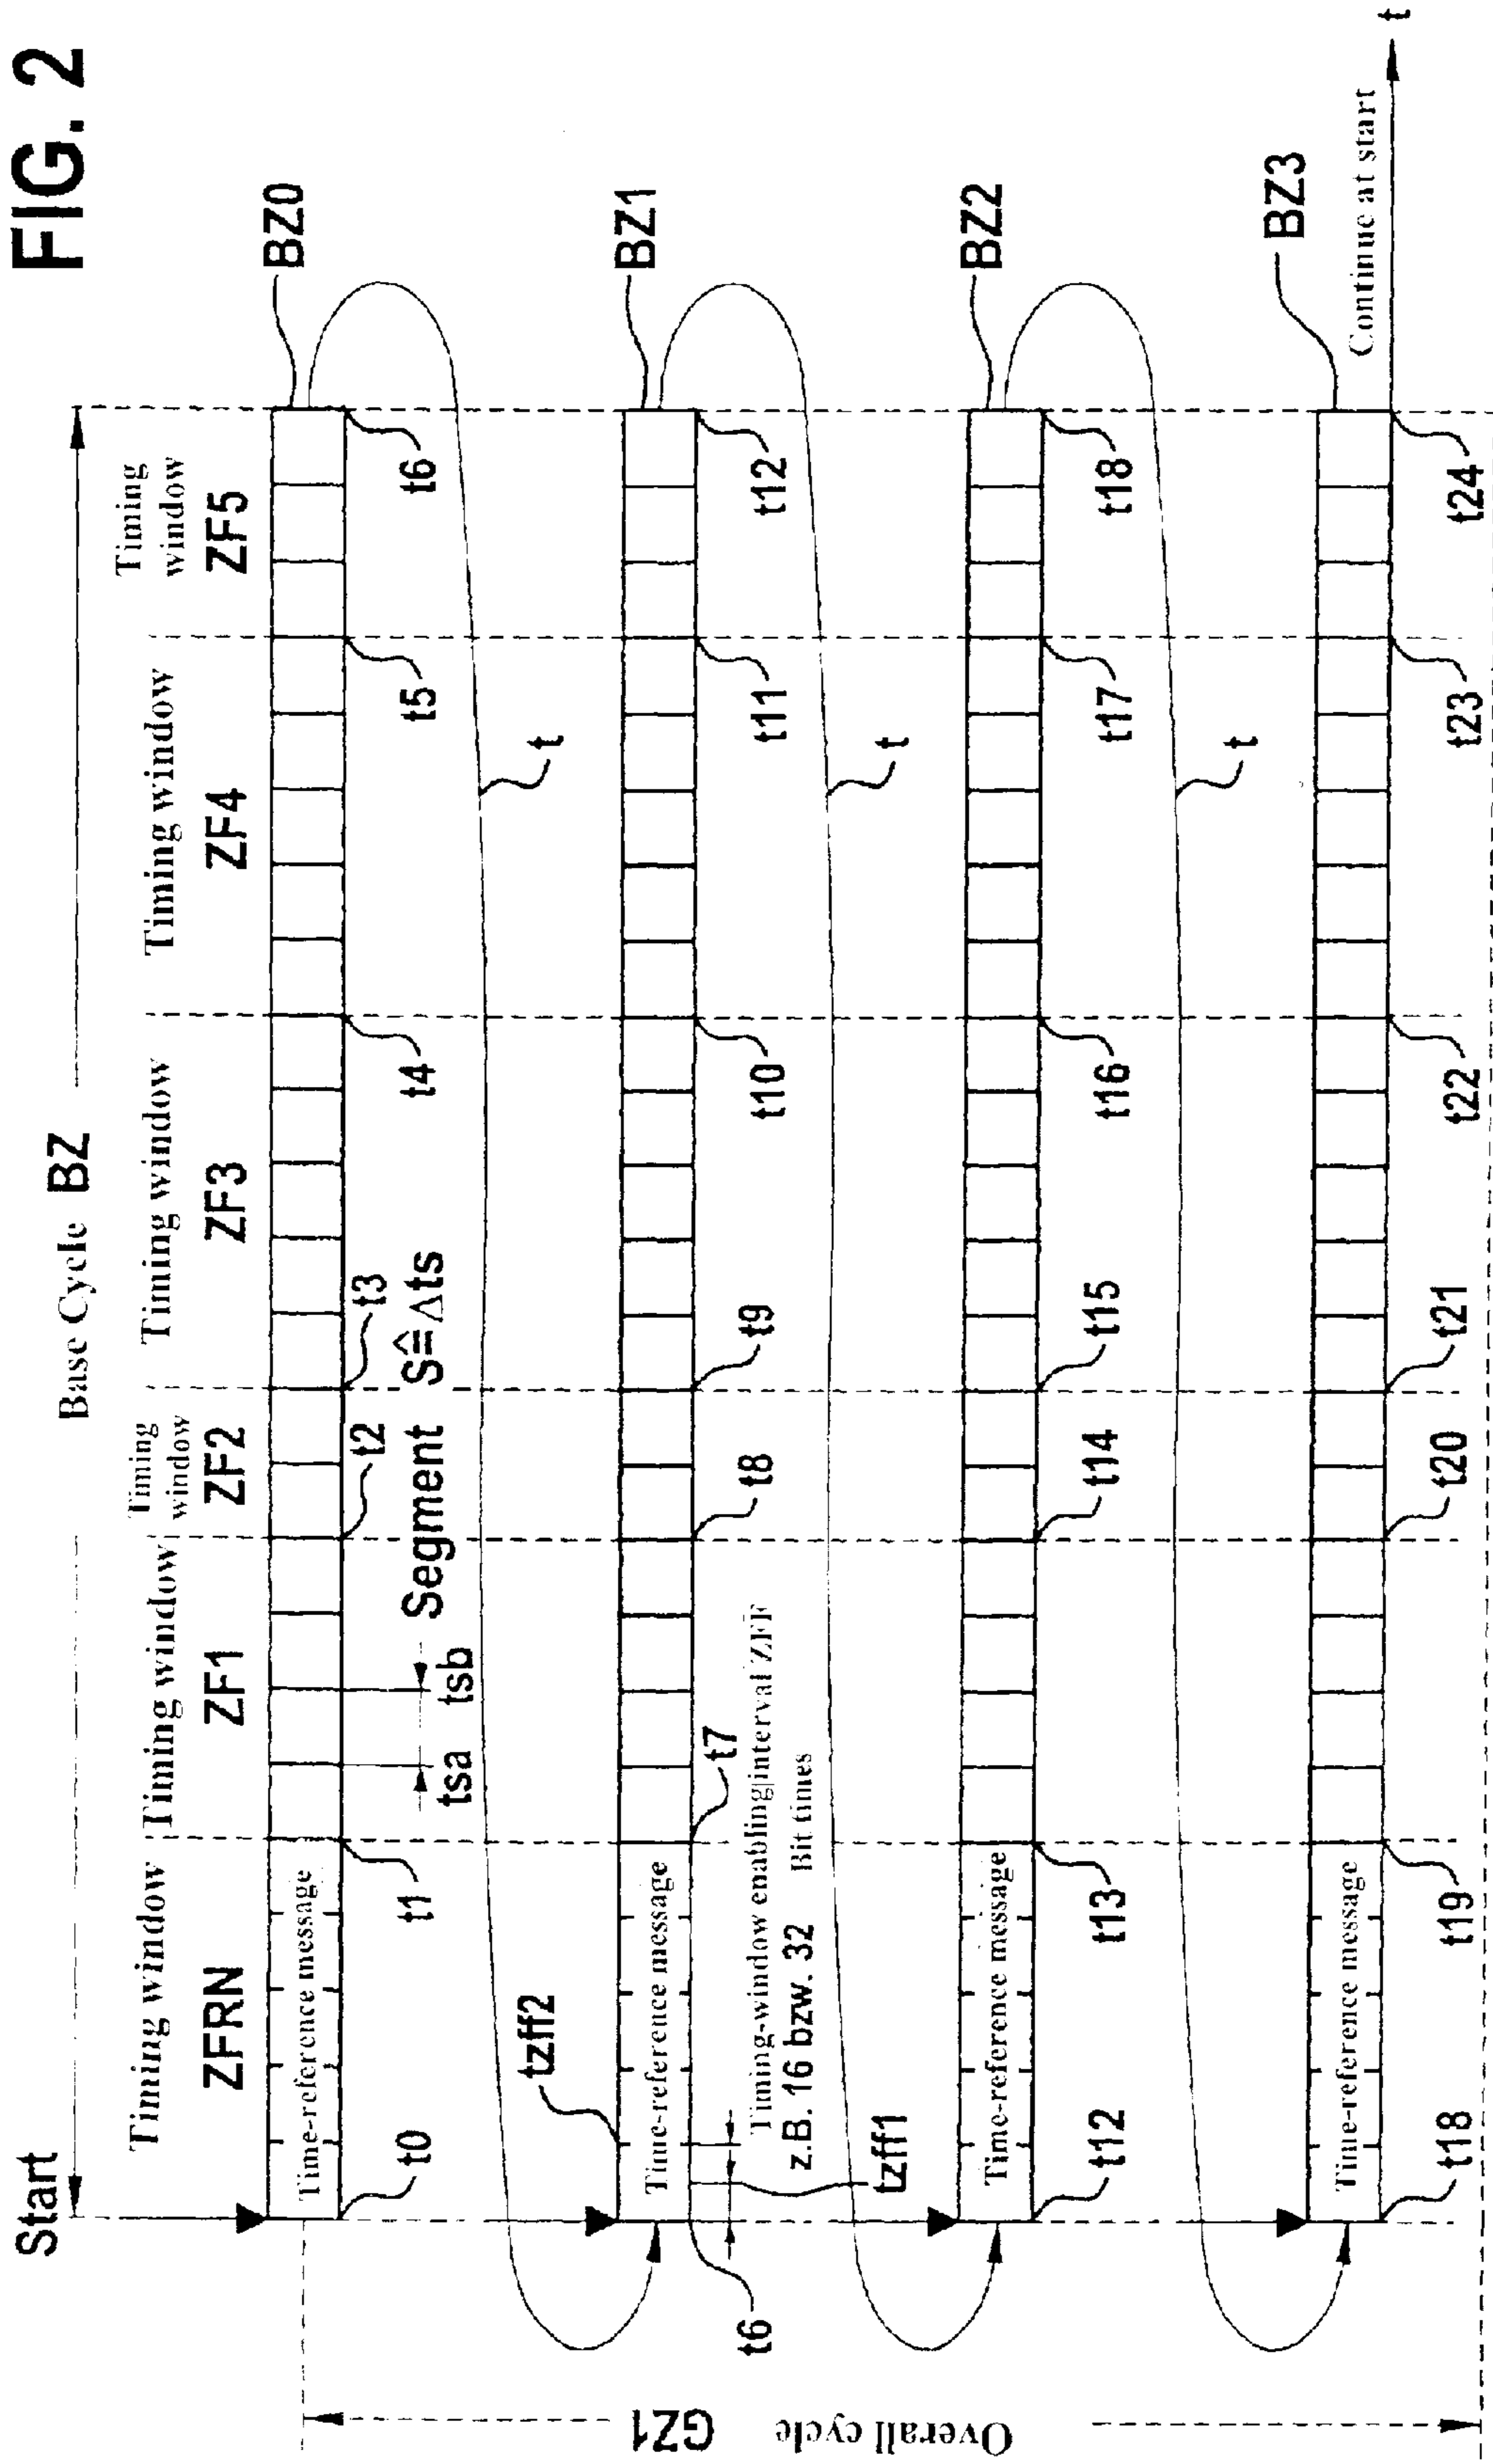 FIG. 2
Start
Base Cycle BZ
Timing window
ZFRN
Timing window
ZF1
Timing
window
ZF2
Timing window
ZF3
Timing window
ZF4
Timing
window
ZF5
BZ0
Time-reference message
t0
t1
t2
t3
t4
t5
t6
tsa
tsb
Segment S≙Δts
t
BZ1
tzff2
Time-reference message
t6
t7
t8
t9
t10
t11
t12
Timing-window enabling interval ZFF
z.B. 16 bzw. 32 Bit times
tzff1
t
BZ2
Time-reference message
t12
t13
t14
t15
t16
t17
t18
t
BZ3
Time-reference message
t18
t19
t20
t21
t22
t23
t24
Continue at start
t
Overall cycle GZ1